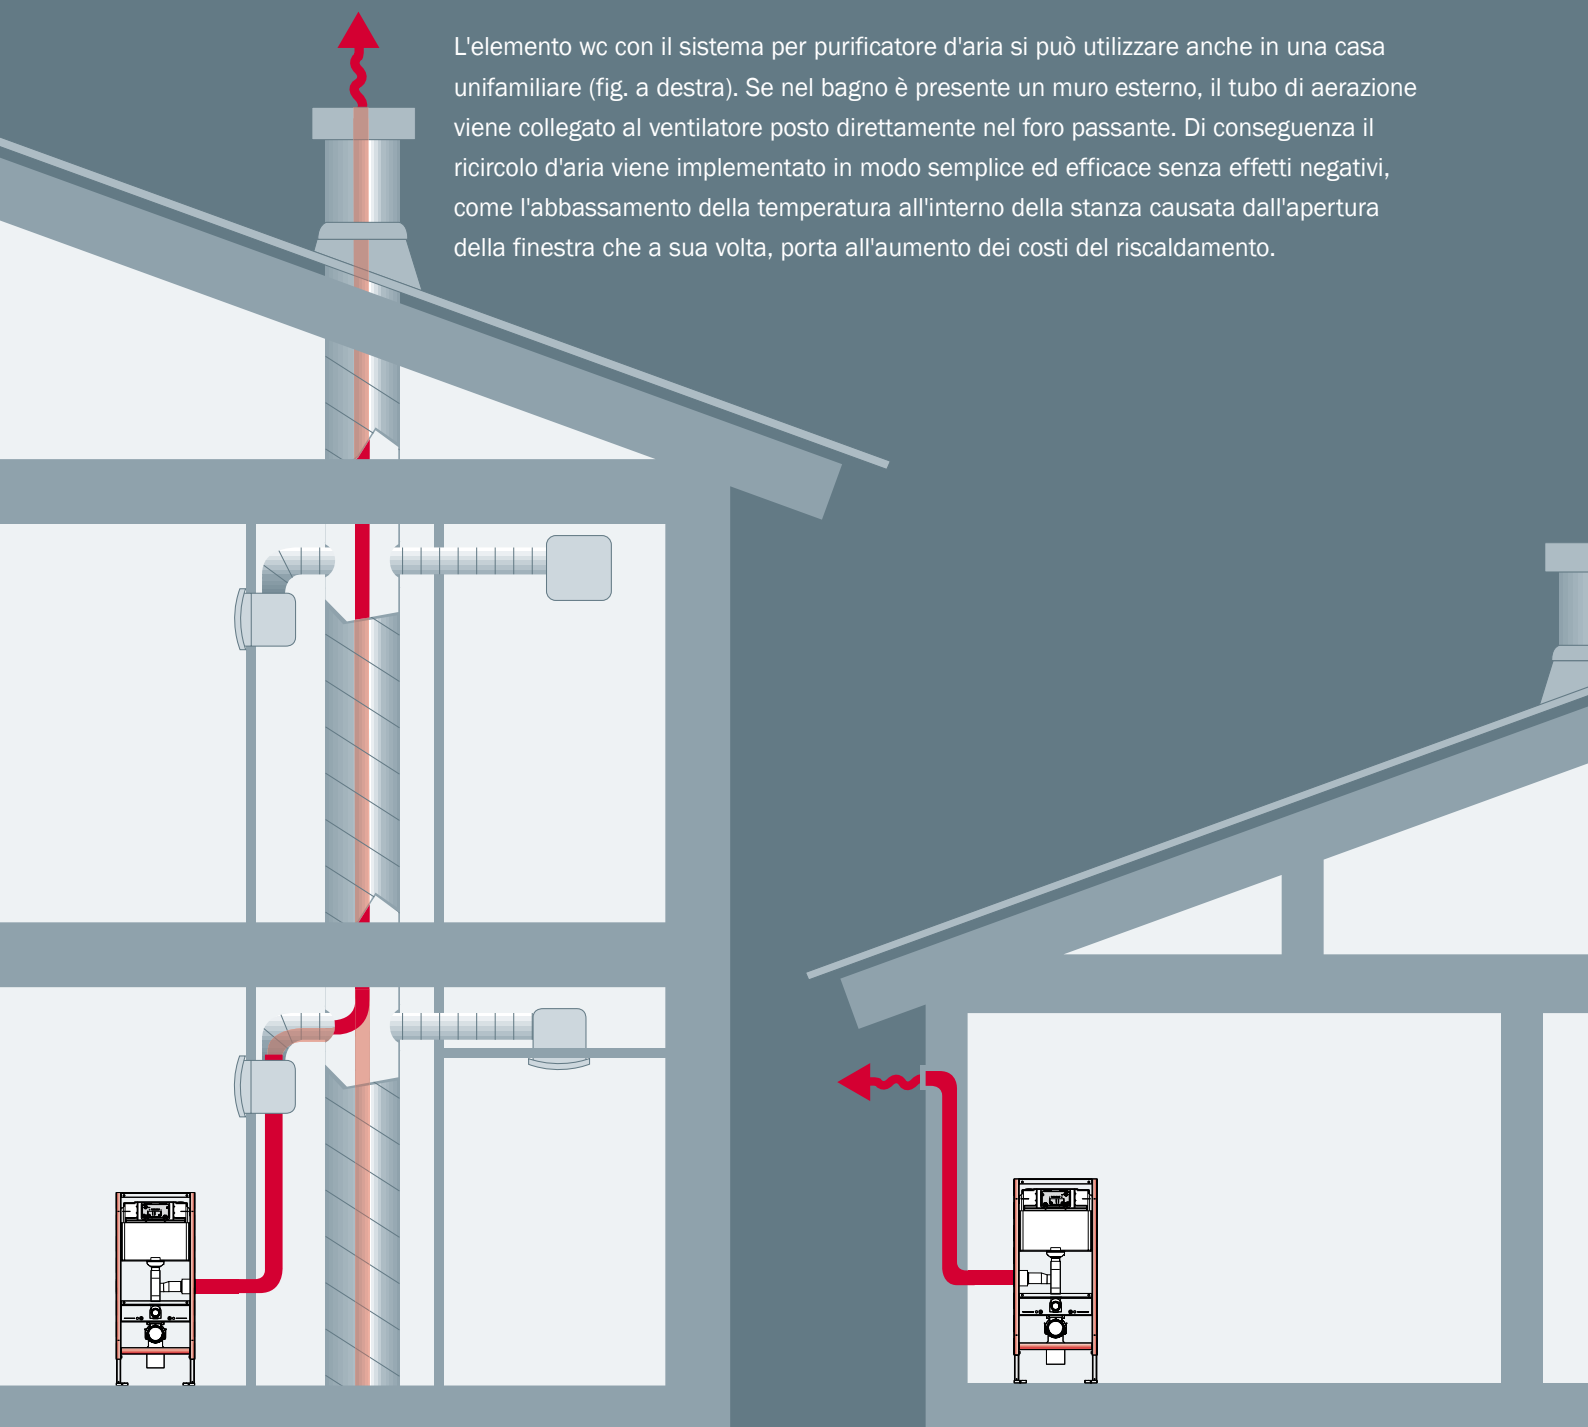 L'elemento wc con il sistema per purificatore d'aria si può utilizzare anche in una casa
unifamiliare (fig. a destra). Se nel bagno è presente un muro esterno, il tubo di aerazione
viene collegato al ventilatore posto direttamente nel foro passante. Di conseguenza il
ricircolo d'aria viene implementato in modo semplice ed efficace senza effetti negativi,
come l'abbassamento della temperatura all'interno della stanza causata dall'apertura
della finestra che a sua volta, porta all'aumento dei costi del riscaldamento.